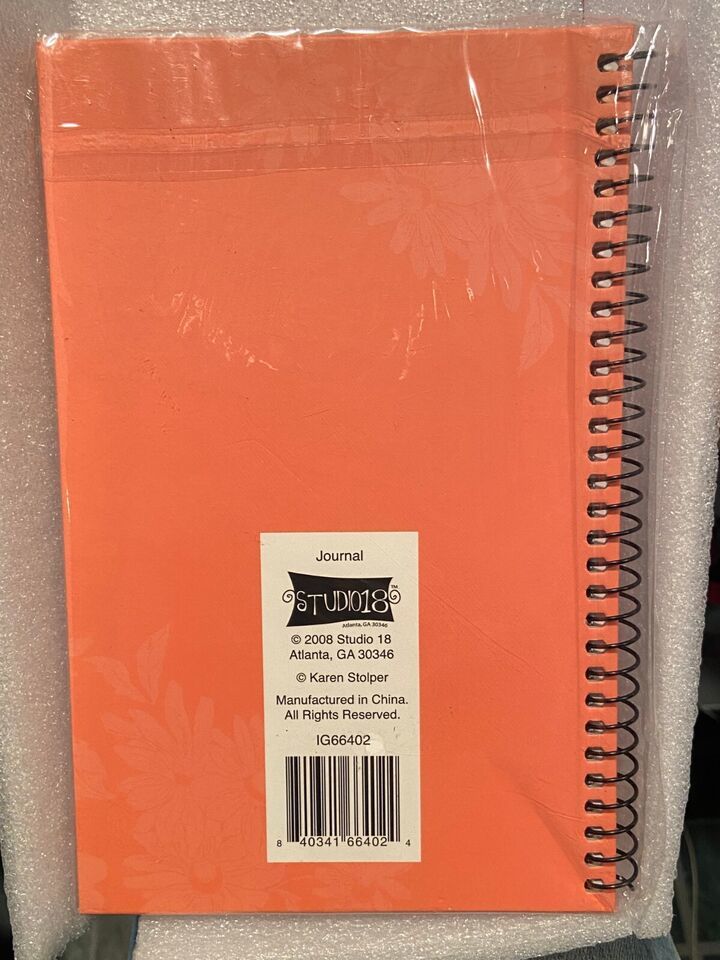 Journal
STUDIO18™
Atlanta, GA 30346
© 2008 Studio 18
Atlanta, GA 30346
© Karen Stolper
Manufactured in China.
All Rights Reserved.
IG66402
8 40341 66402 4